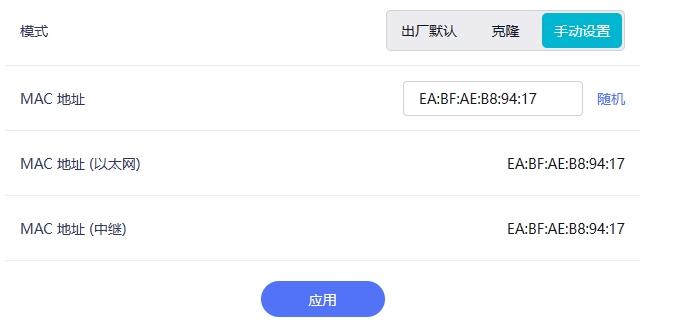 模式 出厂默认 克隆 手动设置
MAC 地址 EA:BF:AE:B8:94:17 随机
MAC 地址 (以太网) EA:BF:AE:B8:94:17
MAC 地址 (中继) EA:BF:AE:B8:94:17
应用